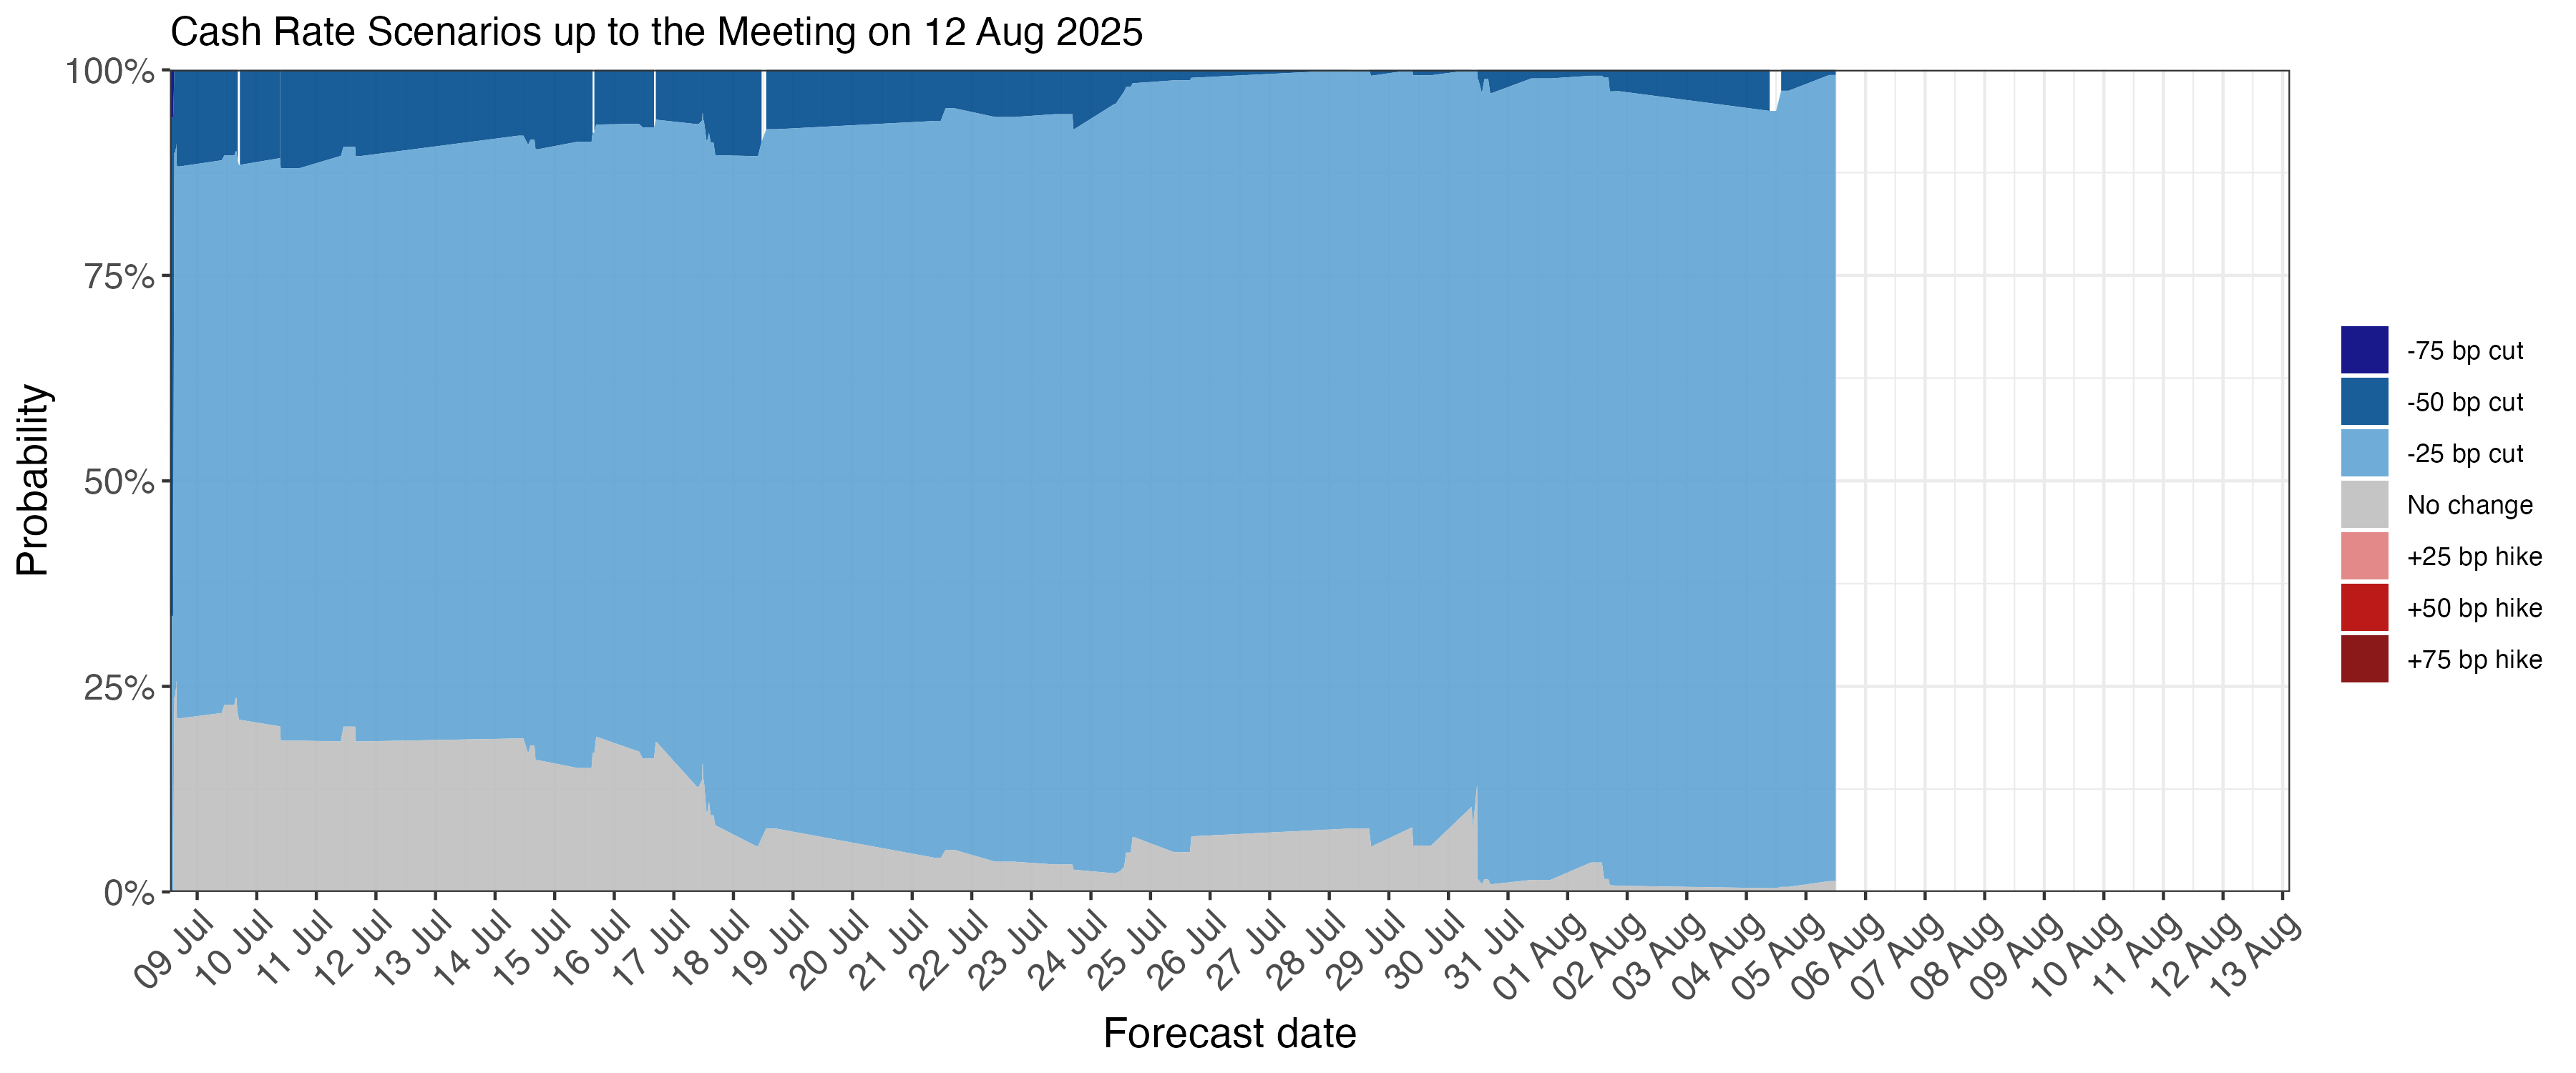 Cash Rate Scenarios up to the Meeting on 12 Aug 2025
100%
75%
50%
25%
0%
Probability
09 Jul
10 Jul
11 Jul
12 Jul
13 Jul
14 Jul
15 Jul
16 Jul
17 Jul
18 Jul
19 Jul
20 Jul
21 Jul
22 Jul
23 Jul
24 Jul
25 Jul
26 Jul
27 Jul
28 Jul
29 Jul
30 Jul
31 Jul
01 Aug
02 Aug
03 Aug
04 Aug
05 Aug
06 Aug
07 Aug
08 Aug
09 Aug
10 Aug
11 Aug
12 Aug
13 Aug
Forecast date
-75 bp cut
-50 bp cut
-25 bp cut
No change
+25 bp hike
+50 bp hike
+75 bp hike